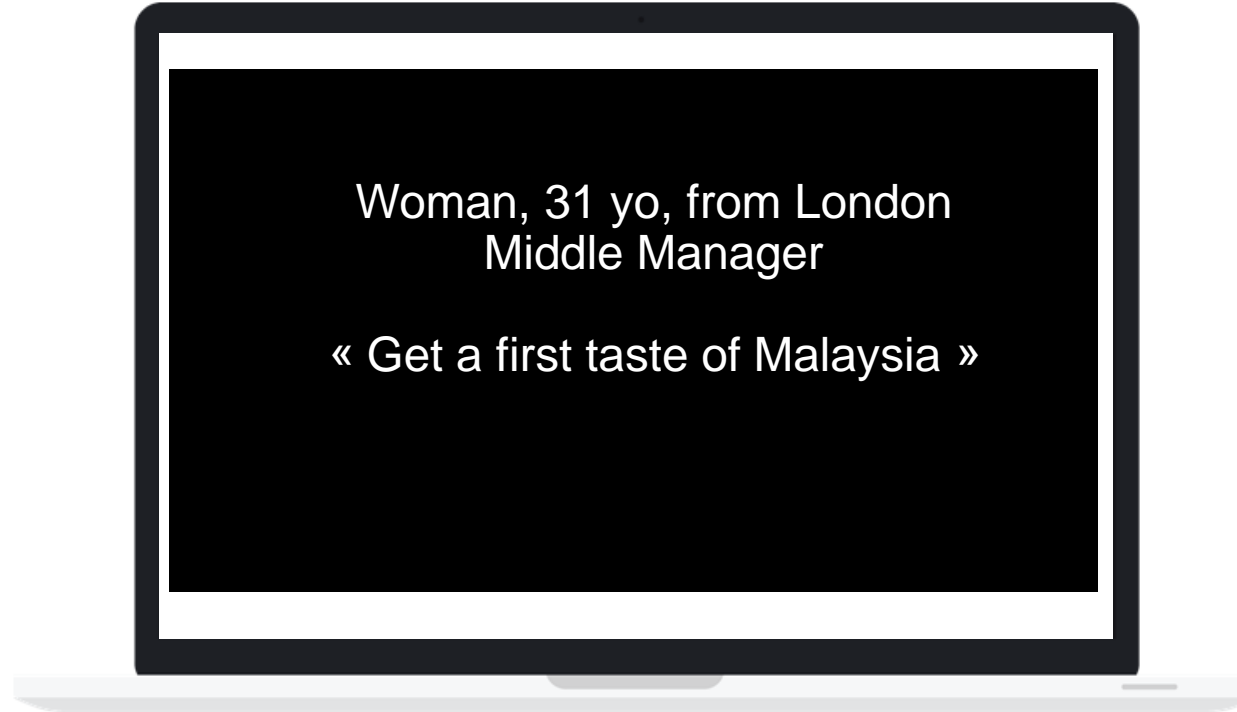 Woman, 31 yo, from London
Middle Manager
« Get a first taste of Malaysia »